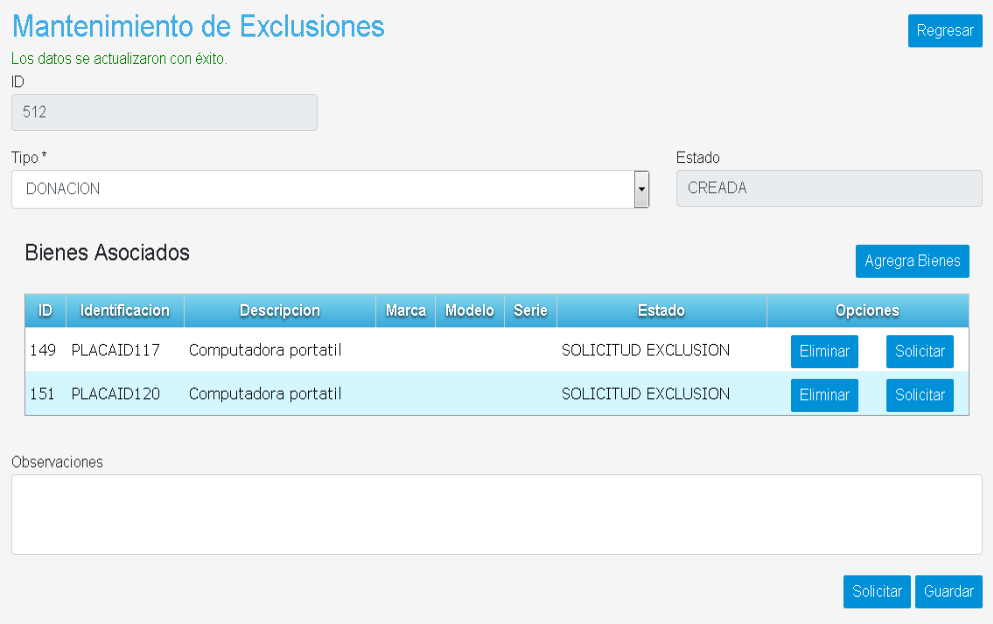 Mantenimiento de Exclusiones
Regresar
Los datos se actualizaron con éxito.
ID
512
Tipo *
Estado
DONACION
CREADA
Bienes Asociados
Agregra Bienes
ID Identificacion Descripcion Marca Modelo Serie Estado Opciones
149 PLACAID117 Computadora portatil SOLICITUD EXCLUSION Eliminar Solicitar
151 PLACAID120 Computadora portatil SOLICITUD EXCLUSION Eliminar Solicitar
Observaciones
Solicitar Guardar